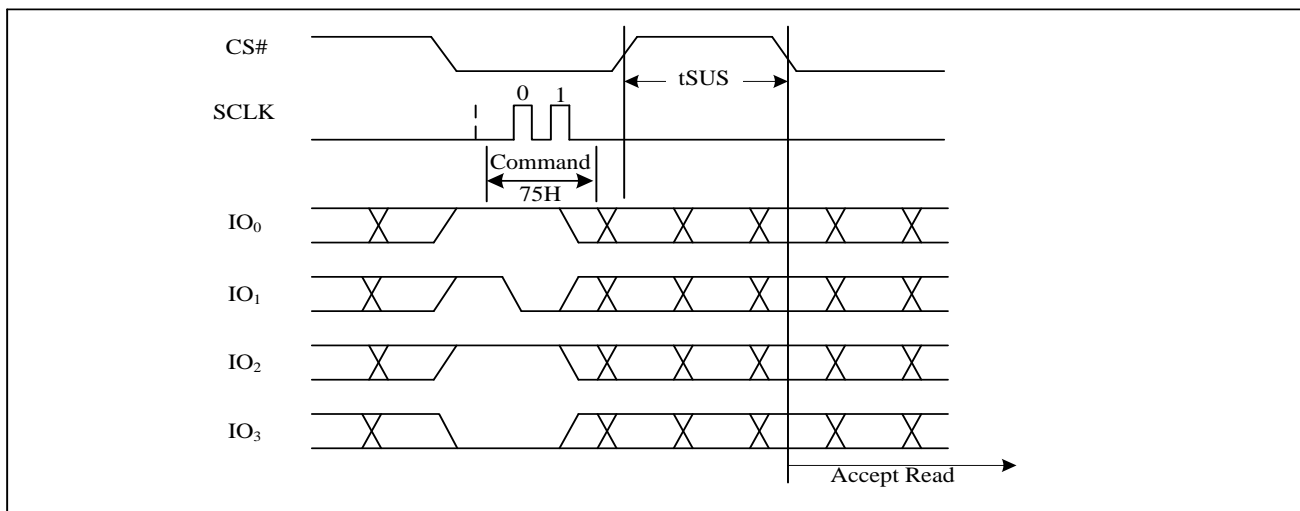 CS#
tSUS
0 1
SCLK
Command
75H
IO₀
IO₁
IO₂
IO₃
Accept Read